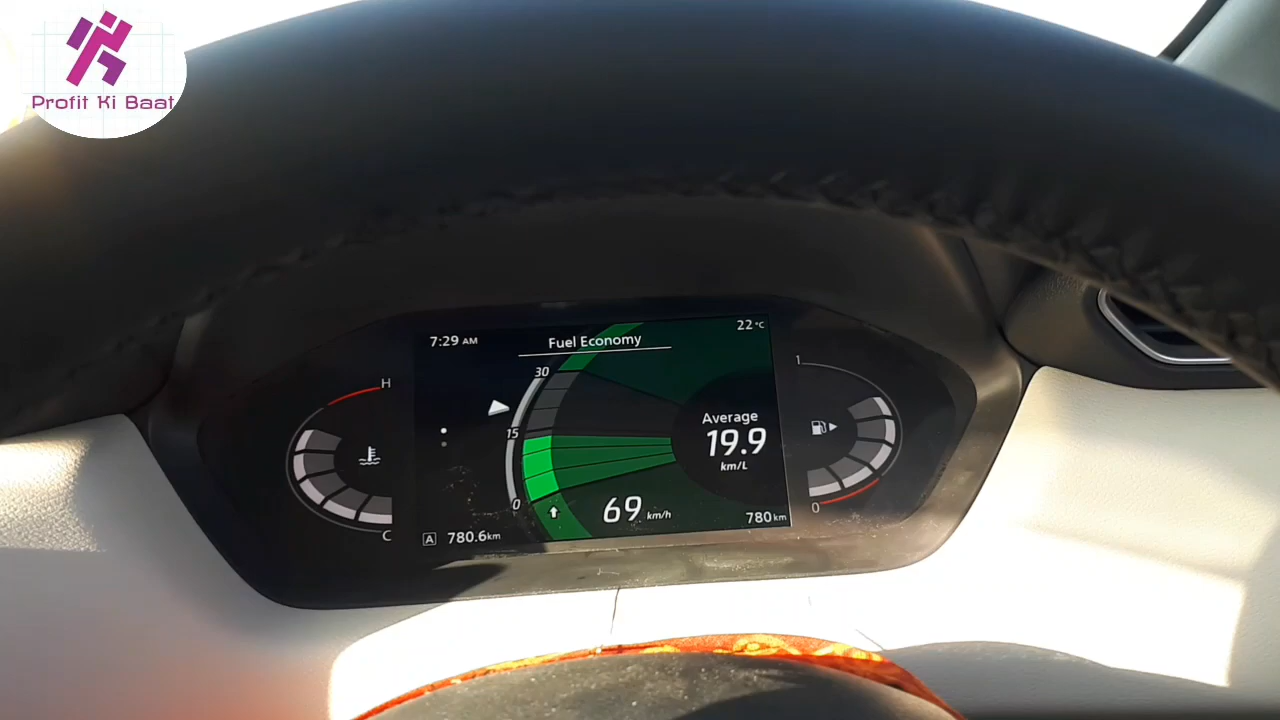 Profit Ki Baat
7:29 AM
Fuel Economy
22°C
H
30
1
Average
15
19.9
km/L
0
69 km/h
0
C
A 780.6km
780km